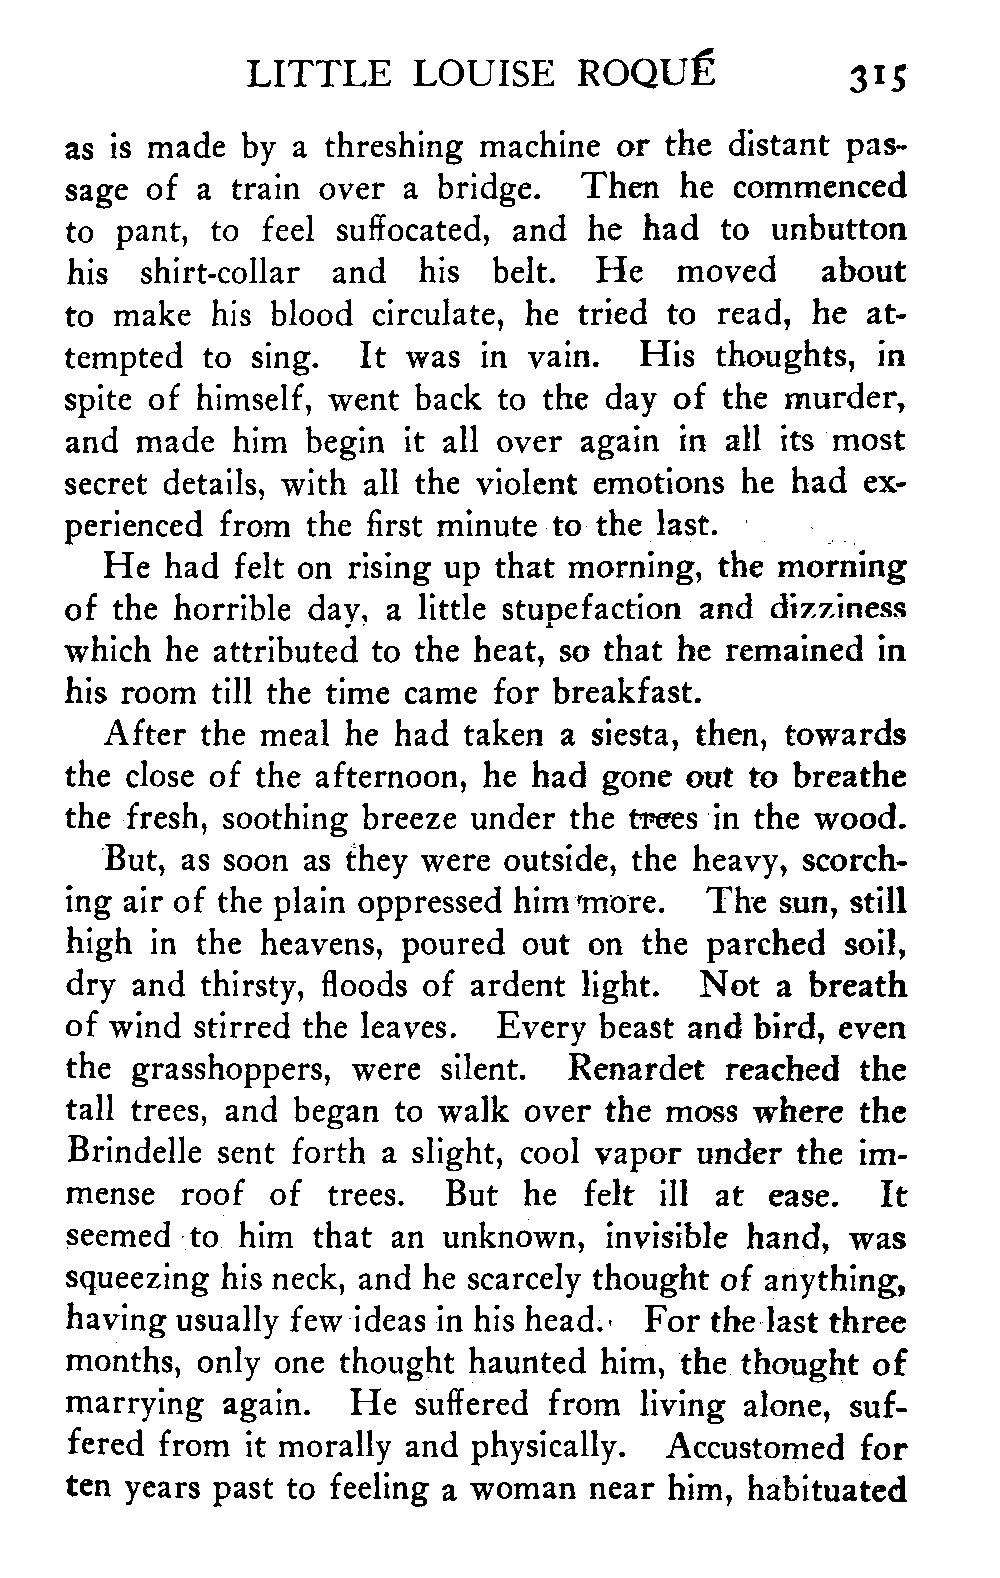 LITTLE LOUISE ROQUÉ 315
as is made by a threshing machine or the distant pas-
sage of a train over a bridge. Then he commenced
to pant, to feel suffocated, and he had to unbutton
his shirt-collar and his belt. He moved about
to make his blood circulate, he tried to read, he at-
tempted to sing. It was in vain. His thoughts, in
spite of himself, went back to the day of the murder,
and made him begin it all over again in all its most
secret details, with all the violent emotions he had ex-
perienced from the first minute to the last.
He had felt on rising up that morning, the morning
of the horrible day, a little stupefaction and dizziness
which he attributed to the heat, so that he remained in
his room till the time came for breakfast.
After the meal he had taken a siesta, then, towards
the close of the afternoon, he had gone out to breathe
the fresh, soothing breeze under the trees in the wood.
But, as soon as they were outside, the heavy, scorch-
ing air of the plain oppressed him more. The sun, still
high in the heavens, poured out on the parched soil,
dry and thirsty, floods of ardent light. Not a breath
of wind stirred the leaves. Every beast and bird, even
the grasshoppers, were silent. Renardet reached the
tall trees, and began to walk over the moss where the
Brindelle sent forth a slight, cool vapor under the im-
mense roof of trees. But he felt ill at ease. It
seemed to him that an unknown, invisible hand, was
squeezing his neck, and he scarcely thought of anything,
having usually few ideas in his head. For the last three
months, only one thought haunted him, the thought of
marrying again. He suffered from living alone, suf-
fered from it morally and physically. Accustomed for
ten years past to feeling a woman near him, habituated